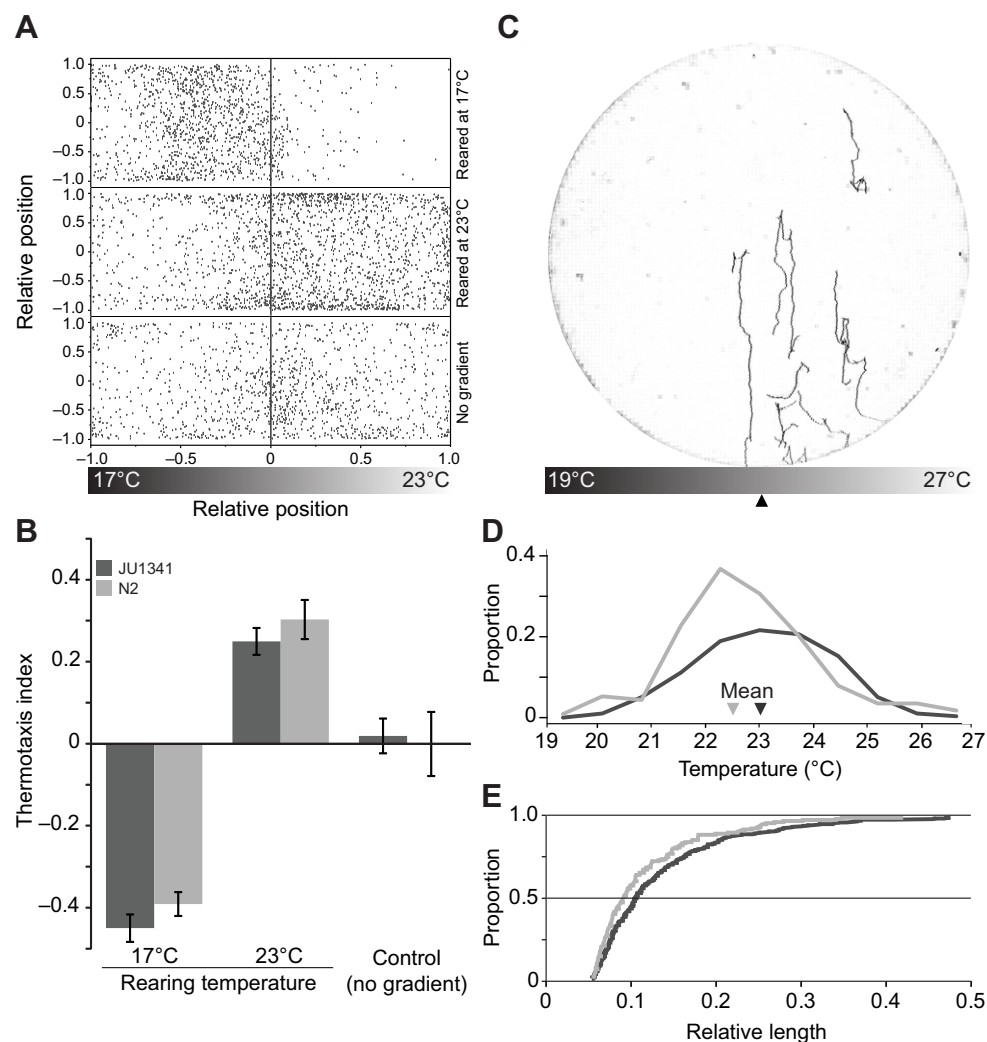 A
1.0
0.5
0
–0.5
–1.0
Reared at 17°C
1.0
0.5
0
–0.5
–1.0
Reared at 23°C
1.0
0.5
0
–0.5
–1.0
No gradient
Relative position
–1.0 –0.5 0 0.5 1.0
17°C 23°C
Relative position
B
JU1341
N2
0.4
0.2
0
–0.2
–0.4
Thermotaxis index
17°C 23°C Control
(no gradient)
Rearing temperature
C
19°C 27°C
D
0.4
0.2
0
Proportion
Mean
19 20 21 22 23 24 25 26 27
Temperature (°C)
E
1.0
0.5
0
Proportion
0 0.1 0.2 0.3 0.4 0.5
Relative length